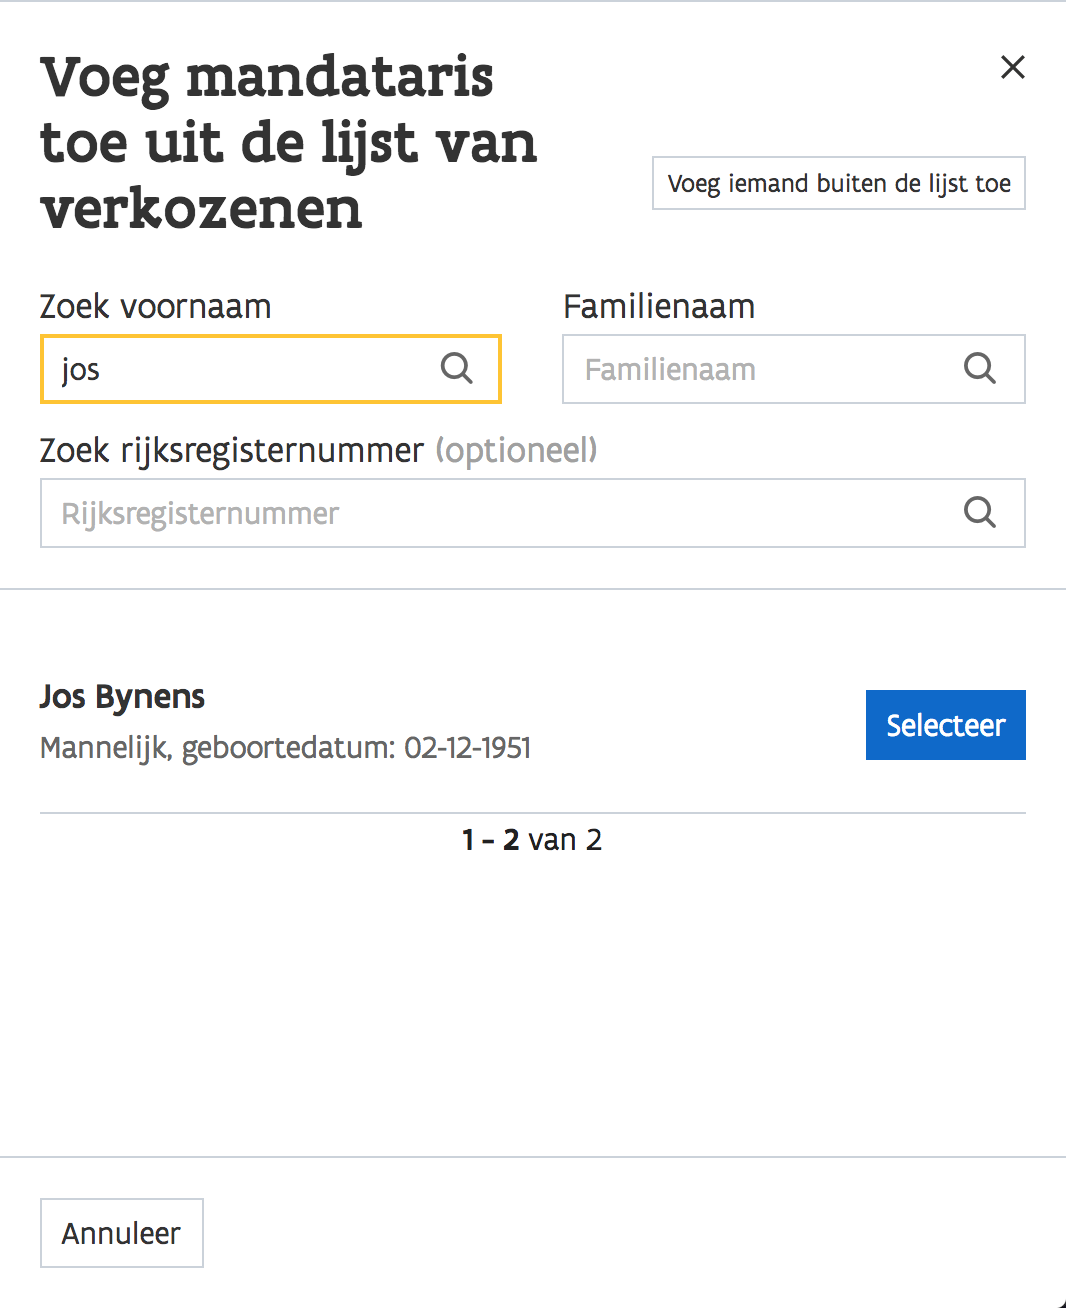 Voeg mandataris
toe uit de lijst van
verkozenen
Voeg iemand buiten de lijst toe
Zoek voornaam
Familienaam
jos
Familienaam
Zoek rijksregisternummer (optioneel)
Rijksregisternummer
Jos Bynens
Mannelijk, geboortedatum: 02-12-1951
Selecteer
1 - 2 van 2
Annuleer